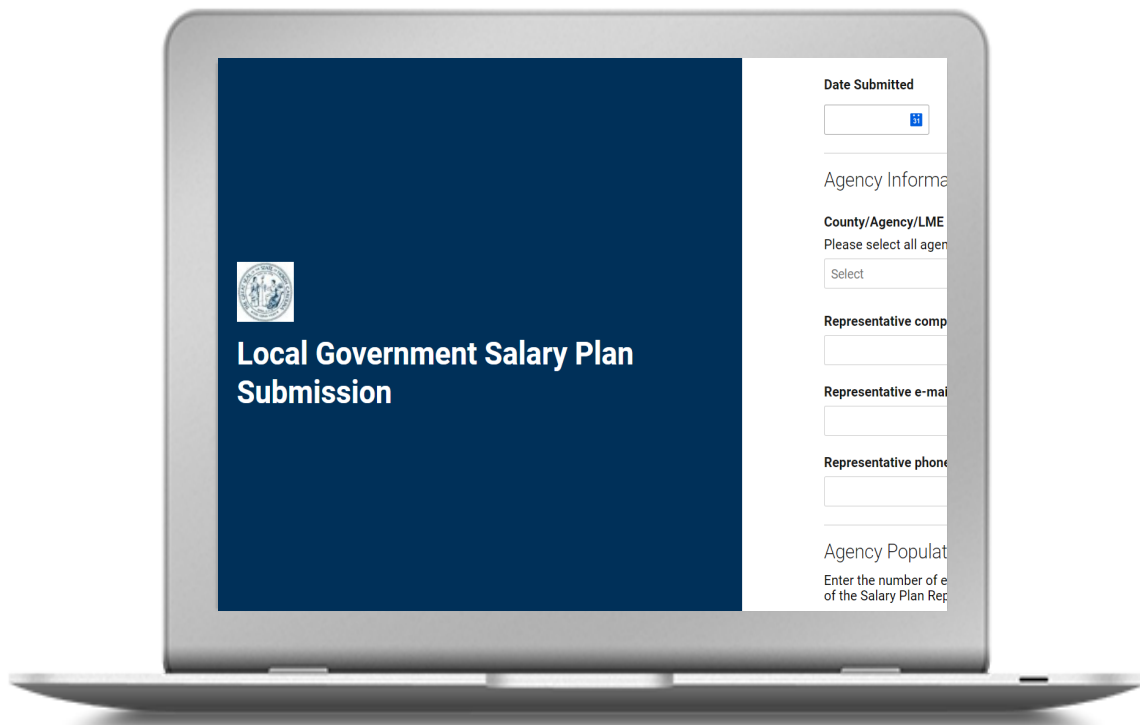 Local Government Salary Plan
Submission
Date Submitted
31
Agency Informa
County/Agency/LME
Please select all agen
Select
Representative comp
Representative e-mai
Representative phone
Agency Populat
Enter the number of e
of the Salary Plan Rep